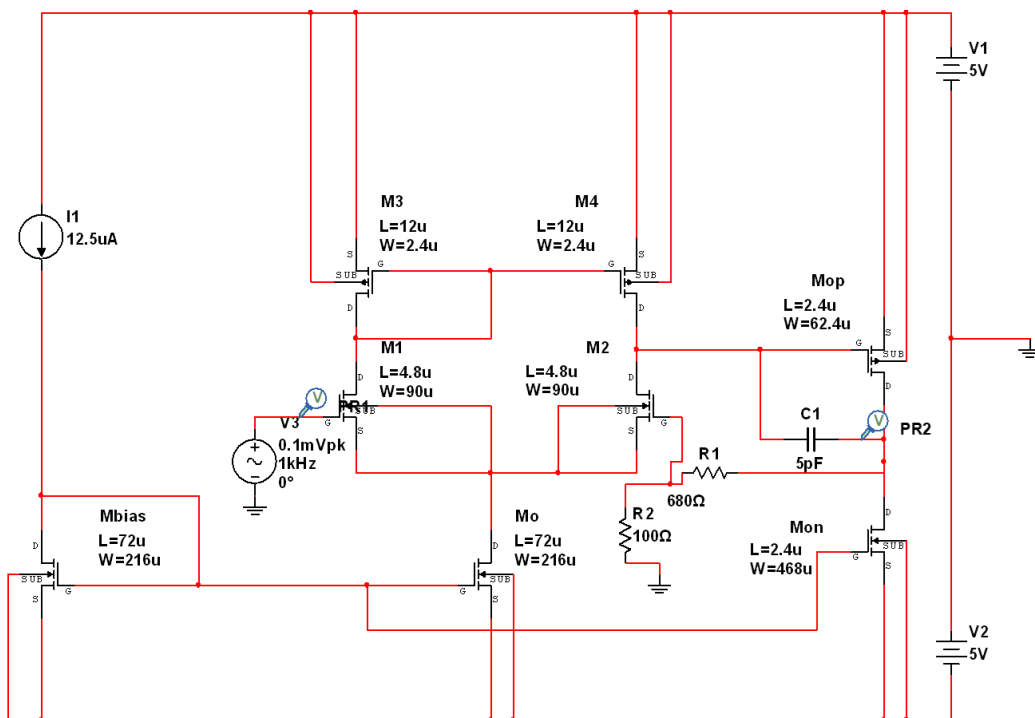 V1
5V
I1
12.5uA
M3
L=12u
W=2.4u
M4
L=12u
W=2.4u
S
G
SUB
D
S
G
SUB
D
Mop
L=2.4u
W=62.4u
S
G
SUB
D
M1
L=4.8u
W=90u
M2
L=4.8u
W=90u
D
G
SUB
S
D
SUB
G
S
V
PR1
V3
0.1mVpk
1kHz
0°
V
PR2
C1
5pF
R1
680Ω
R2
100Ω
Mbias
L=72u
W=216u
D
SUB
G
S
Mo
L=72u
W=216u
D
SUB
G
S
Mon
L=2.4u
W=468u
D
SUB
G
S
V2
5V